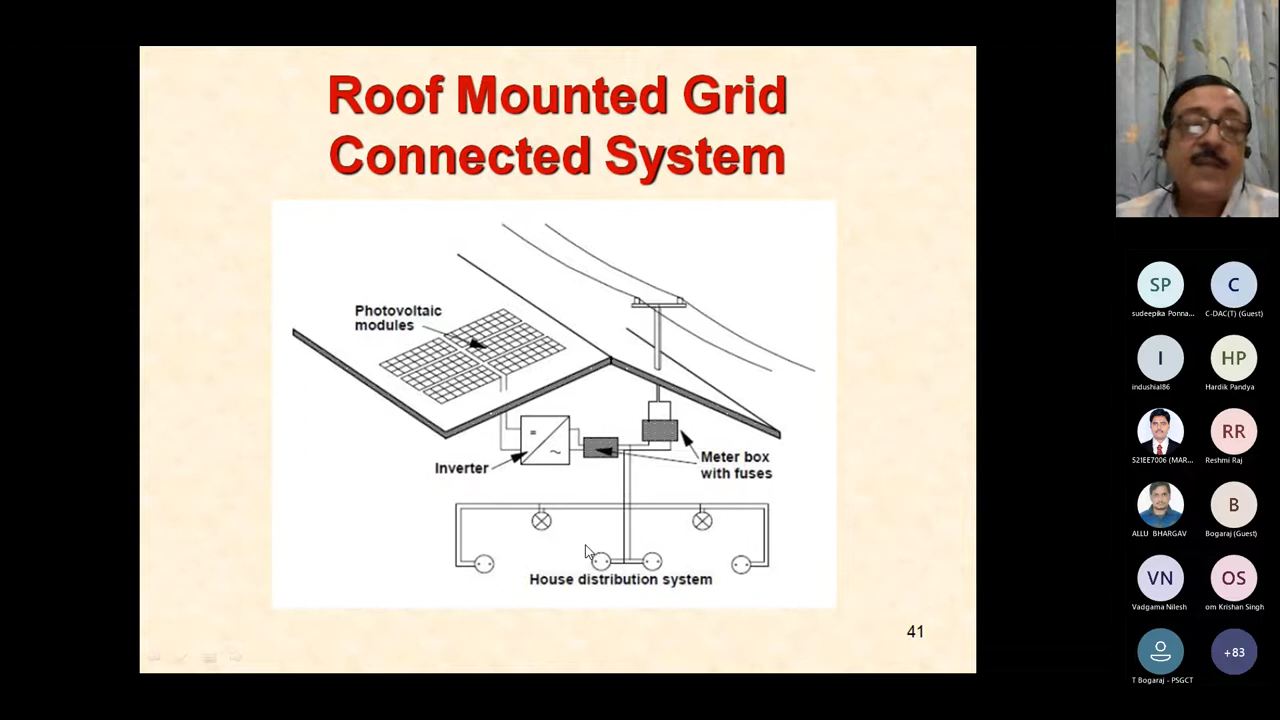 Roof Mounted Grid
Connected System
Photovoltaic
modules
Inverter
Meter box
with fuses
House distribution system
41
SP
sudeepika Ponna...
C
C-DAC(T) (Guest)
I
indushial86
HP
Hardik Pandya
S21EE7006 (MAR...
RR
Reshmi Raj
ALLU BHARGAV
B
Bogaraj (Guest)
VN
Vadgama Nilesh
OS
om Krishan Singh
T Bogaraj - PSGCT
+83